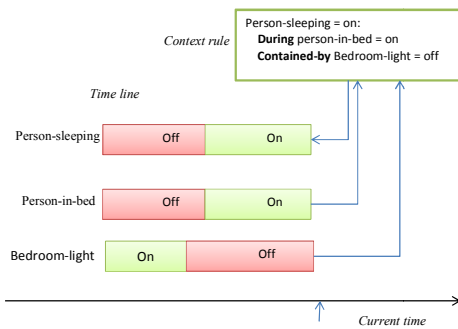 Person-sleeping = on:
During person-in-bed = on
Contained-by Bedroom-light = off
Context rule
Time line
Person-sleeping
Off
On
Person-in-bed
Off
On
Bedroom-light
On
Off
Current time